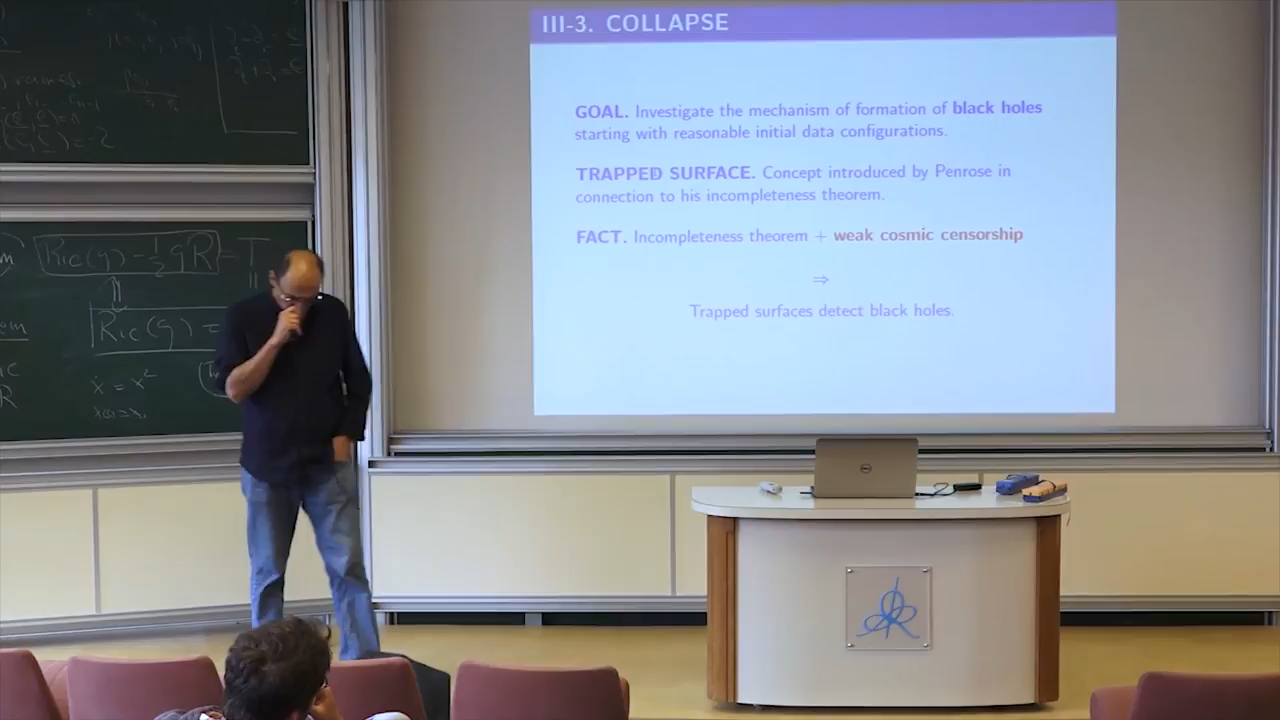 III-3. COLLAPSE
GOAL. Investigate the mechanism of formation of black holes
starting with reasonable initial data configurations.
TRAPPED SURFACE. Concept introduced by Penrose in
connection to his incompleteness theorem.
FACT. Incompleteness theorem + weak cosmic censorship
⇒
Trapped surfaces detect black holes.
Ric(g) - ½gR = T
Ric(g) =
ẋ = x²
DELL